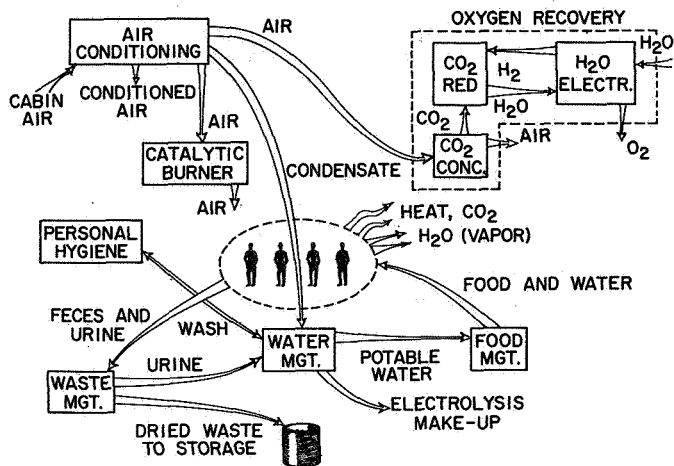 OXYGEN RECOVERY
AIR
CONDITIONING
AIR
CO2
RED
H2
H2O
H2O
ELECTR.
H2O
CABIN
AIR
CONDITIONED
AIR
AIR
CO2
CO2
CONC.
AIR
O2
CATALYTIC
BURNER
CONDENSATE
AIR
HEAT, CO2
H2O (VAPOR)
PERSONAL
HYGIENE
FOOD AND WATER
FECES AND
URINE
WASH
WATER
MGT.
POTABLE
WATER
FOOD
MGT.
URINE
WASTE
MGT.
ELECTROLYSIS
MAKE-UP
DRIED WASTE
TO STORAGE